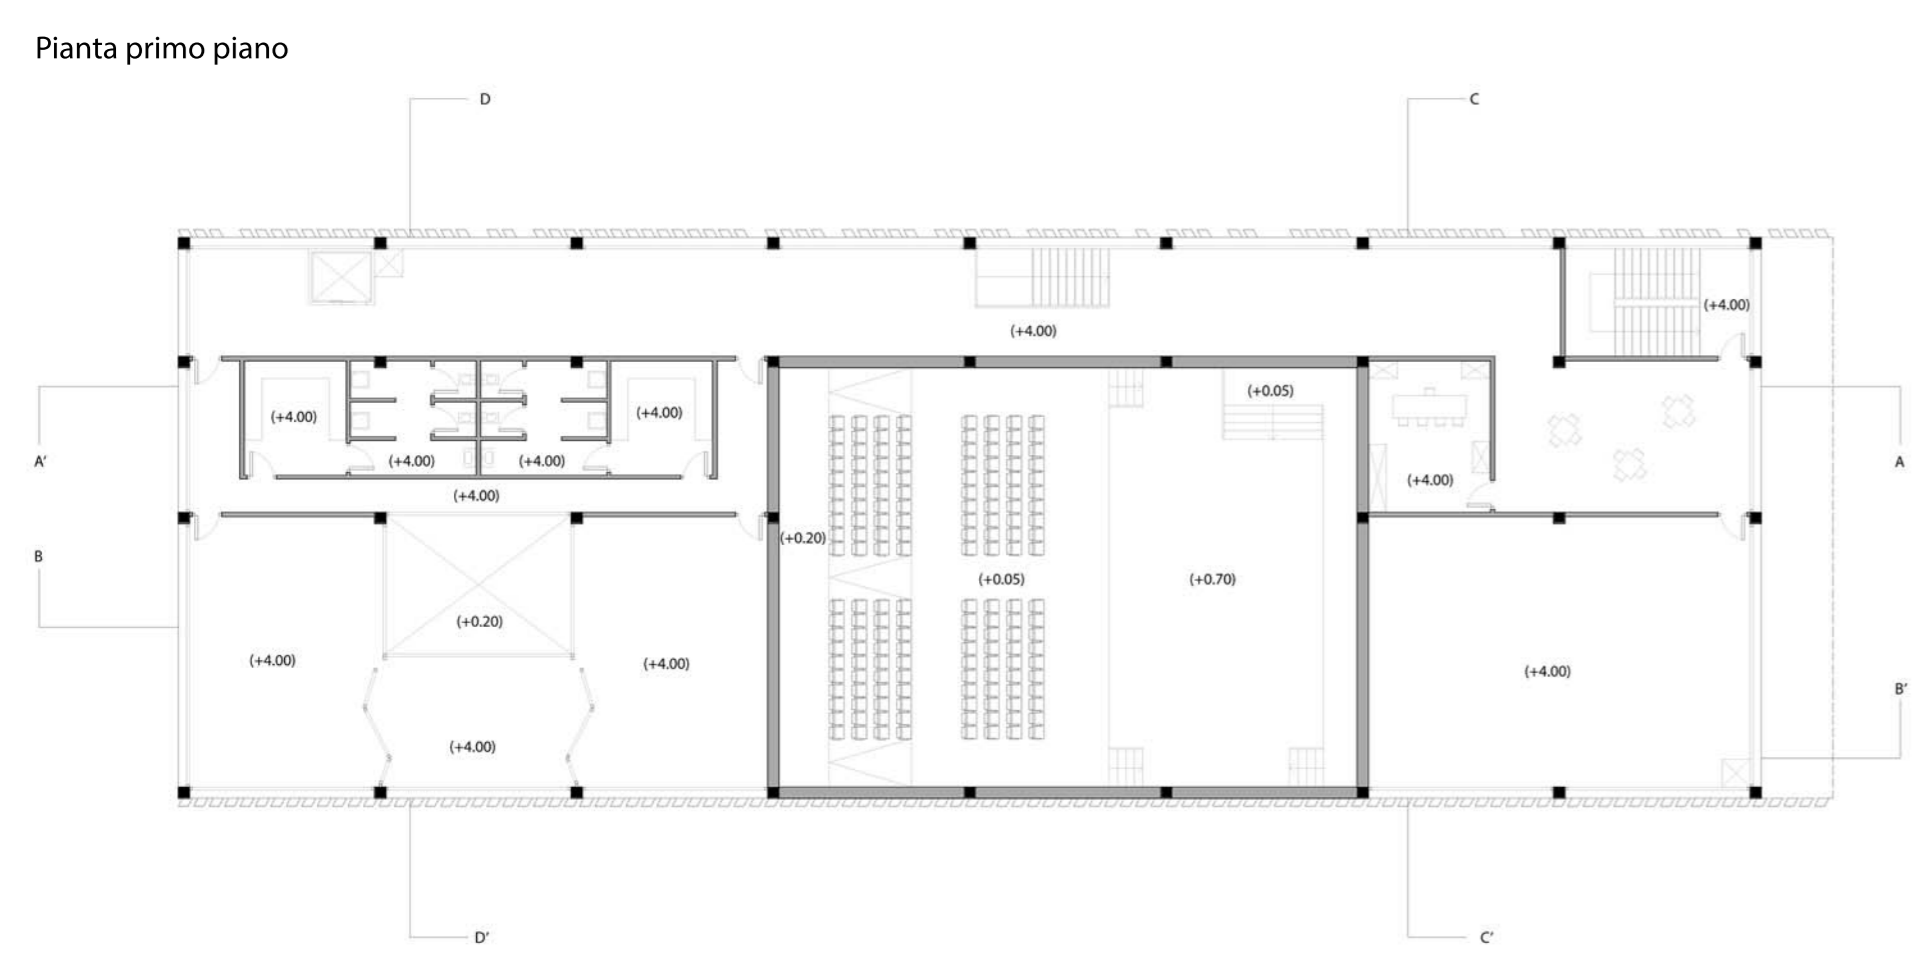 Pianta primo piano
D
C
(+4.00)
(+4.00)
(+0.05)
(+4.00)
(+4.00)
A’
(+4.00)
(+4.00)
A
(+4.00)
(+4.00)
(+0.20)
B
(+0.05)
(+0.70)
(+0.20)
(+4.00)
(+4.00)
(+4.00)
B’
(+4.00)
D’
C’